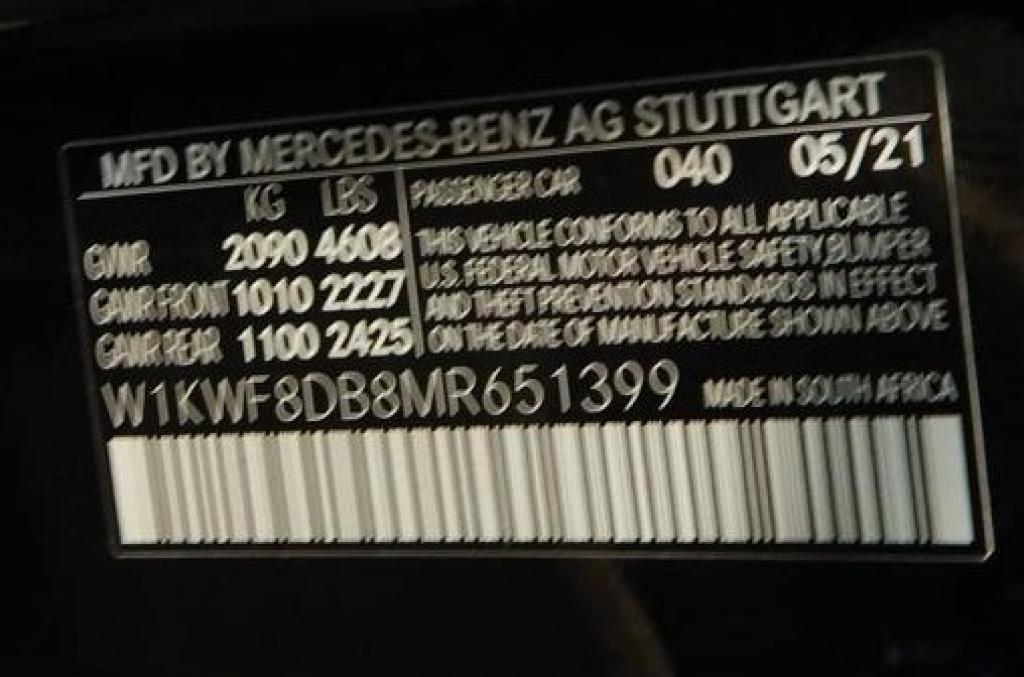 MFD BY MERCEDES-BENZ AG STUTTGART
KG LBS PASSENGER CAR 040 05/21
GVWR 2090 4608 THIS VEHICLE CONFORMS TO ALL APPLICABLE
U.S. FEDERAL MOTOR VEHICLE SAFETY, BUMPER
GAWR FRONT 1010 2227 AND THEFT PREVENTION STANDARDS IN EFFECT
GAWR REAR 1100 2425 ON THE DATE OF MANUFACTURE SHOWN ABOVE
W1KWF8DB8MR651399 MADE IN SOUTH AFRICA